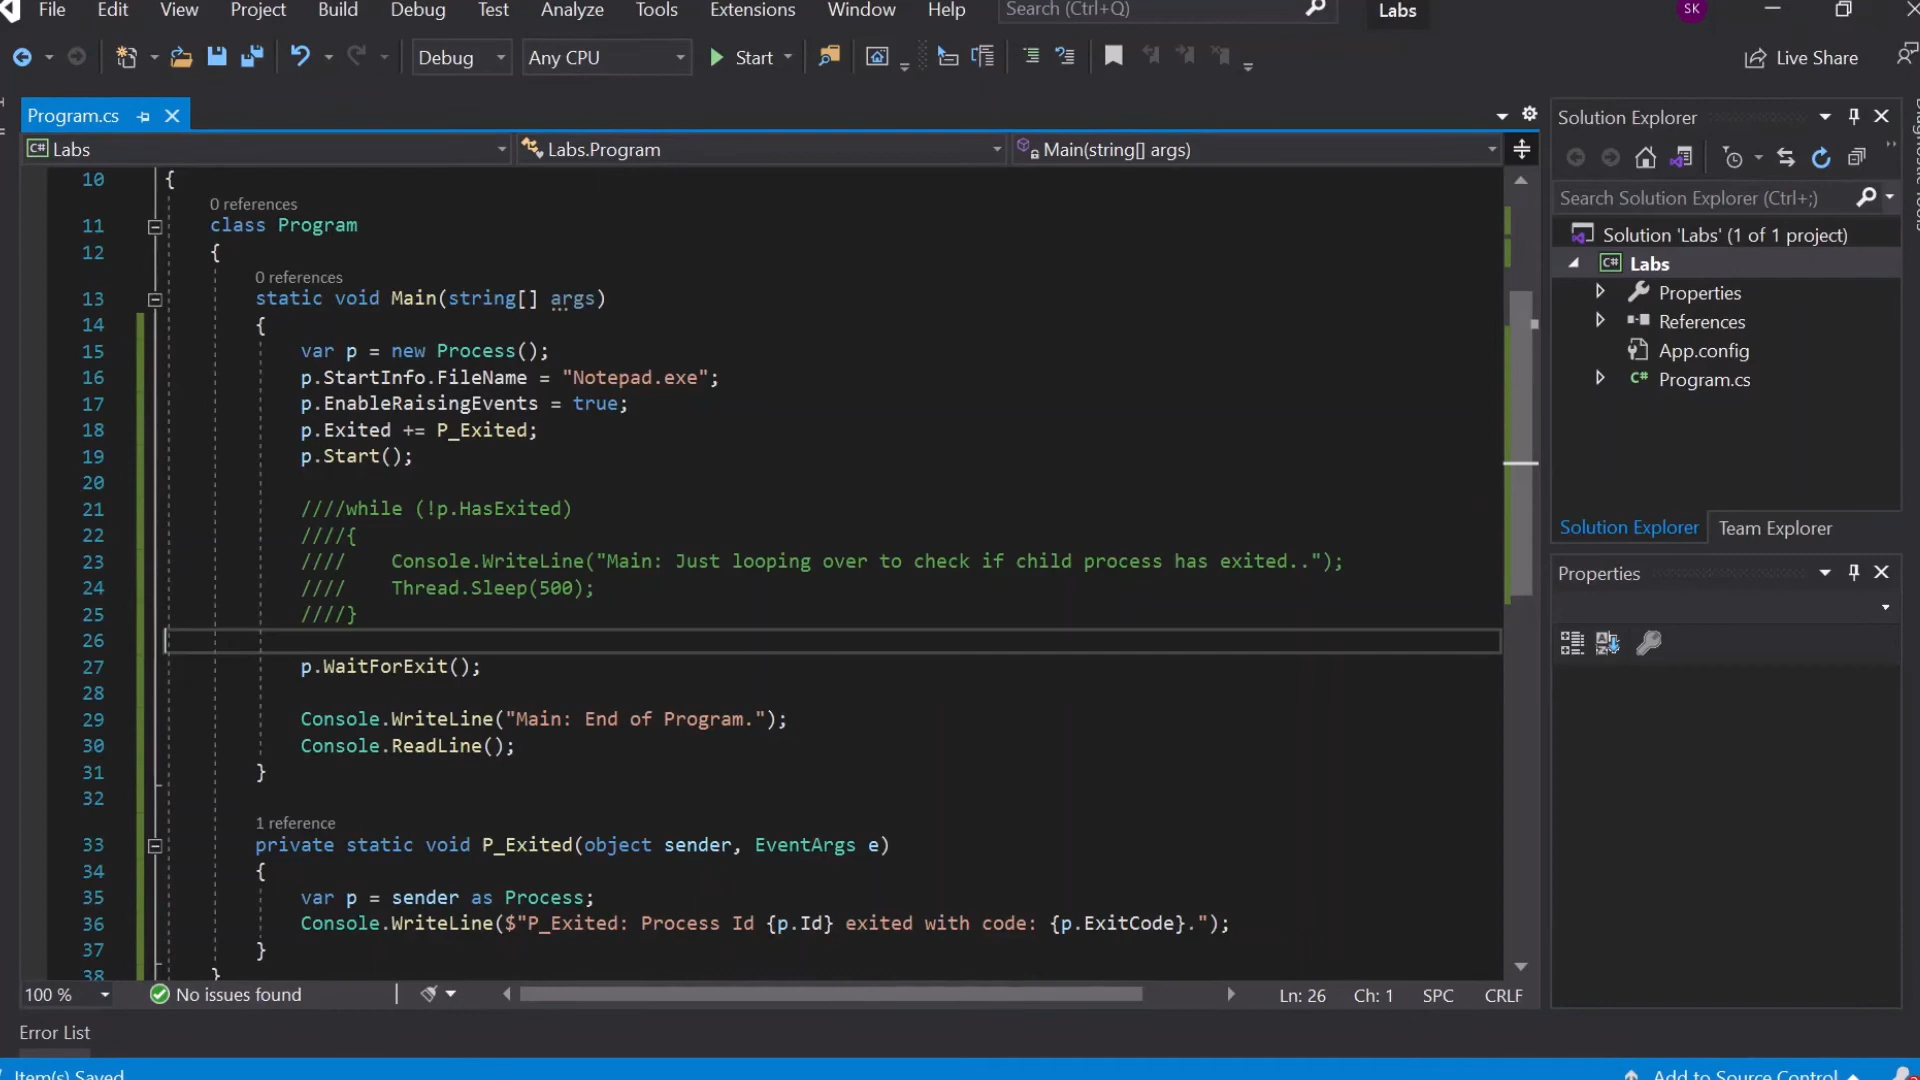 File Edit View Project Build Debug Test Analyze Tools Extensions Window Help Search (Ctrl+Q) Labs SK
Debug Any CPU Start Live Share
Program.cs
Labs Labs.Program Main(string[] args)
10 {
0 references
11 class Program
12 {
0 references
13 static void Main(string[] args)
14 {
15 var p = new Process();
16 p.StartInfo.FileName = "Notepad.exe";
17 p.EnableRaisingEvents = true;
18 p.Exited += P_Exited;
19 p.Start();
20
21 ////while (!p.HasExited)
22 ////{
23 ////    Console.WriteLine("Main: Just looping over to check if child process has exited..");
24 ////    Thread.Sleep(500);
25 ////}
26
27 p.WaitForExit();
28
29 Console.WriteLine("Main: End of Program.");
30 Console.ReadLine();
31 }
32
1 reference
33 private static void P_Exited(object sender, EventArgs e)
34 {
35 var p = sender as Process;
36 Console.WriteLine($"P_Exited: Process Id {p.Id} exited with code: {p.ExitCode}.");
37 }
38 }
100 % No issues found Ln: 26 Ch: 1 SPC CRLF
Error List
Item(s) Saved
Solution Explorer
Search Solution Explorer (Ctrl+;)
Solution 'Labs' (1 of 1 project)
C# Labs
Properties
References
App.config
C# Program.cs
Solution Explorer Team Explorer
Properties
Add to Source Control